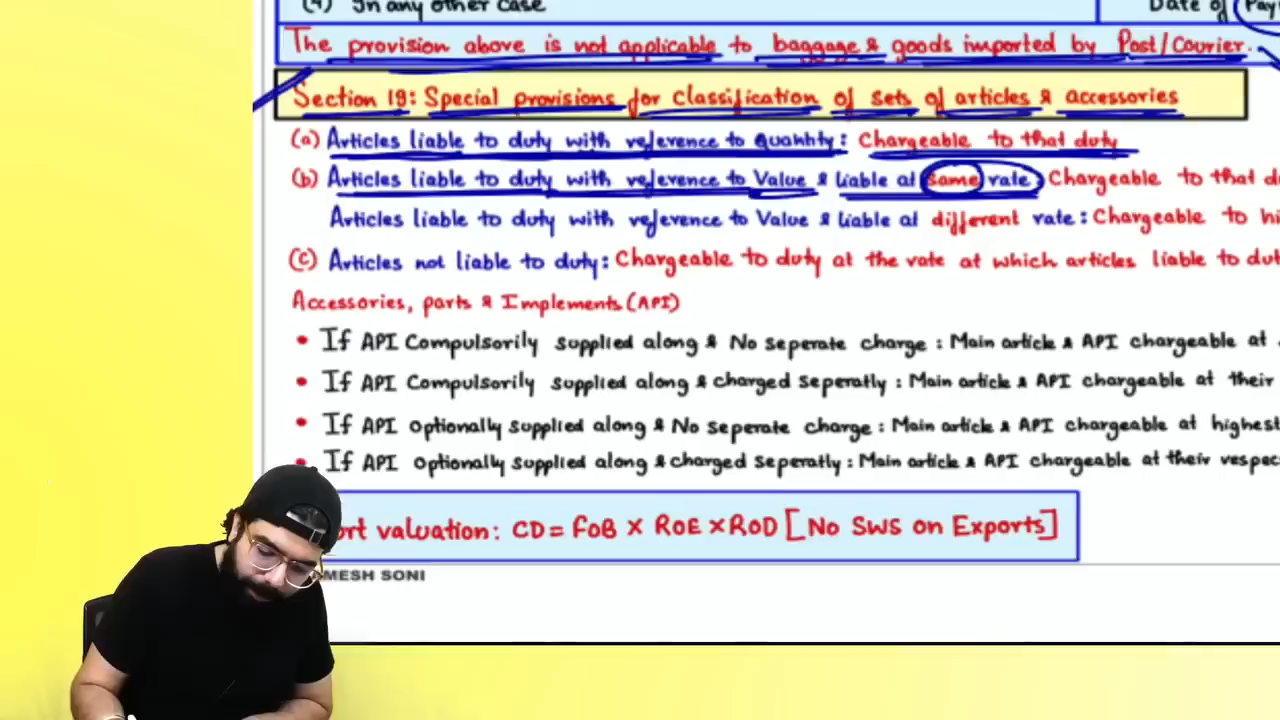 (4) In any other case Date of Pay
The provision above is not applicable to baggage & goods imported by Post/Courier.
Section 19: Special provisions for classification of sets of articles & accessories
(a) Articles liable to duty with reference to quantity: Chargeable to that duty
(b) Articles liable to duty with reference to Value & liable at same rate Chargeable to that du
Articles liable to duty with reference to Value & liable at different rate: Chargeable to hi
(c) Articles not liable to duty: Chargeable to duty at the rate at which articles liable to dut
Accessories, parts & Implements (API)
• If API Compulsorily supplied along & No seperate charge: Main article & API chargeable at
• If API Compulsorily supplied along & charged seperatly: Main article & API chargeable at their
• If API Optionally supplied along & No seperate charge: Main article & API chargeable at highest
• If API Optionally supplied along & charged seperatly: Main article & API chargeable at their respec
ort valuation: CD = FOB × ROE × ROD [No SWS on Exports]
MESH SONI